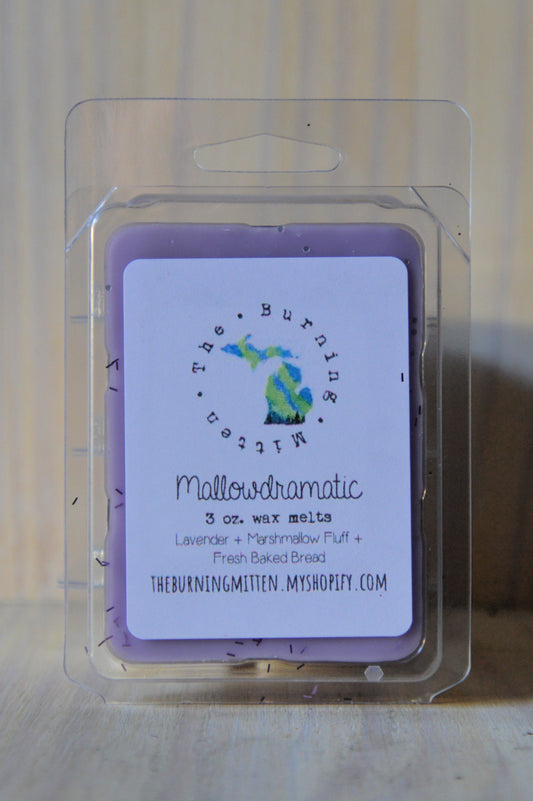 • The • Burning • Mitten
Mallowdramatic
3 oz. wax melts
Lavender + Marshmallow Fluff +
Fresh Baked Bread
THEBURNINGMITTEN.MYSHOPIFY.COM